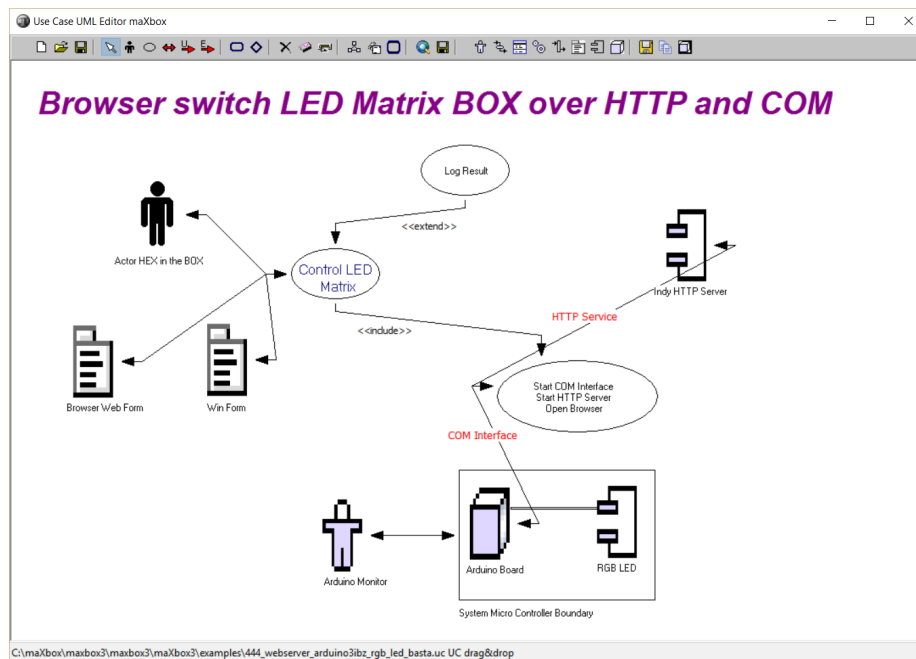 Use Case UML Editor maXbox
Browser switch LED Matrix BOX over HTTP and COM
Log Result
<<extend>>
Actor HEX in the BOX
Control LED
Matrix
Indy HTTP Server
HTTP Service
<<include>>
Browser Web Form
Win Form
Start COM Interface
Start HTTP Server
Open Browser
COM Interface
Arduino Monitor
Arduino Board
RGB LED
System Micro Controller Boundary
C:\maXbox\maxbox3\maxbox3\maXbox3\examples\444_webserver_arduino3ibz_rgb_led_basta.uc UC drag&drop